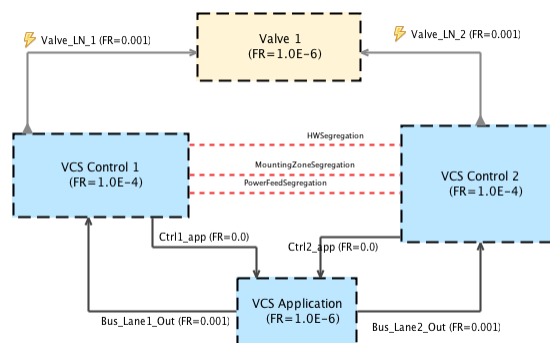 Valve_LN_1 (FR=0.001)
Valve 1
(FR=1.0E-6)
Valve_LN_2 (FR=0.001)
HWSegregation
VCS Control 1
(FR=1.0E-4)
MountingZoneSegregation
VCS Control 2
(FR=1.0E-4)
PowerFeedSegregation
Ctrl1_app (FR=0.0)
Ctrl2_app (FR=0.0)
VCS Application
(FR=1.0E-6)
Bus_Lane1_Out (FR=0.001)
Bus_Lane2_Out (FR=0.001)